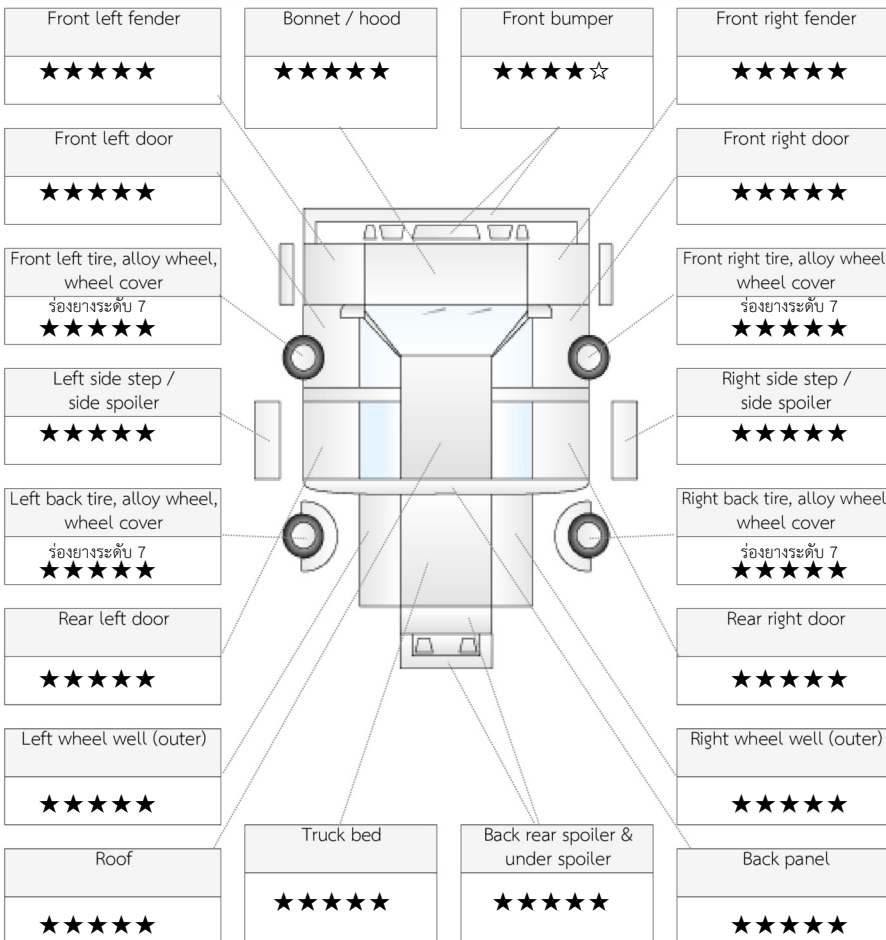 Front left fender
★★★★★
Bonnet / hood
★★★★★
Front bumper
★★★★☆
Front right fender
★★★★★
Front left door
★★★★★
Front right door
★★★★★
Front left tire, alloy wheel,
wheel cover
ร่องยางระดับ 7
★★★★★
Front right tire, alloy wheel
wheel cover
ร่องยางระดับ 7
★★★★★
Left side step /
side spoiler
★★★★★
Right side step /
side spoiler
★★★★★
Left back tire, alloy wheel,
wheel cover
ร่องยางระดับ 7
★★★★★
Right back tire, alloy wheel
wheel cover
ร่องยางระดับ 7
★★★★★
Rear left door
★★★★★
Rear right door
★★★★★
Left wheel well (outer)
★★★★★
Right wheel well (outer)
★★★★★
Roof
★★★★★
Truck bed
★★★★★
Back rear spoiler &
under spoiler
★★★★★
Back panel
★★★★★